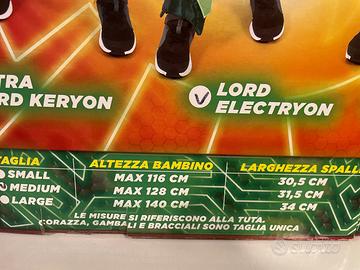 TRA
RD KERYON
LORD
ELECTRYON
TAGLIA ALTEZZA BAMBINO LARGHEZZA SPALL
SMALL MAX 116 CM 30,5 CM
MEDIUM MAX 128 CM 31,5 CM
LARGE MAX 140 CM 34 CM
LE MISURE SI RIFERISCONO ALLA TUTA.
CORAZZA, GAMBALI E BRACCIALI SONO TAGLIA UNICA